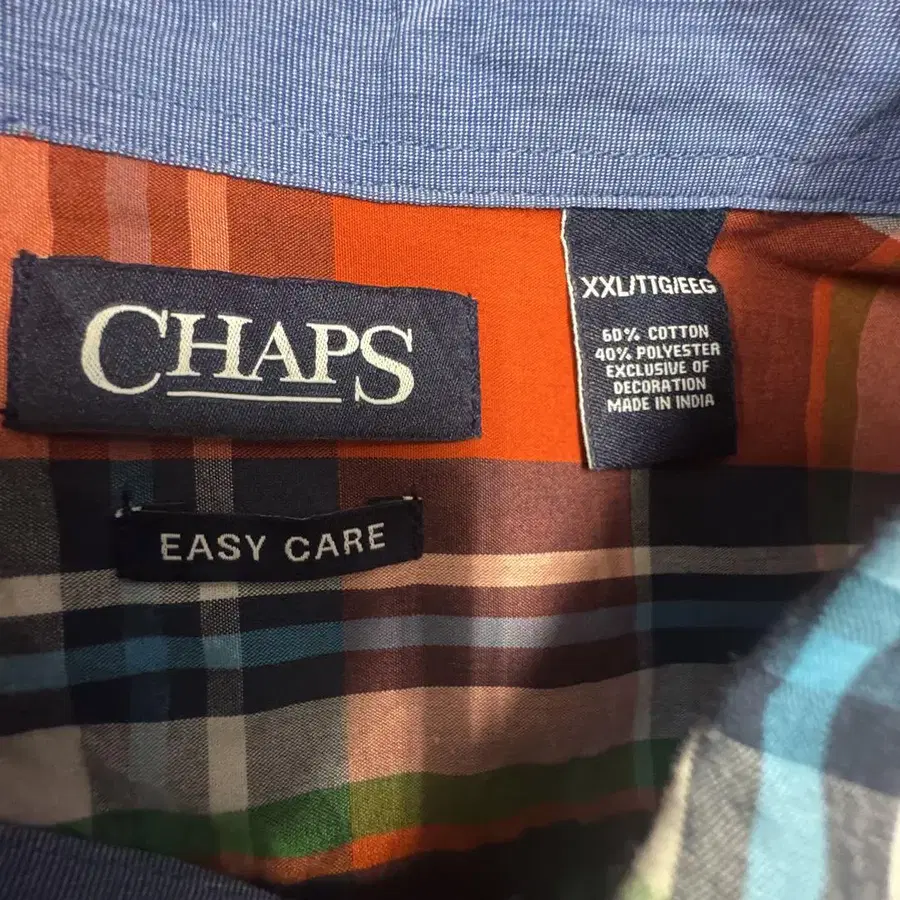 CHAPS
EASY CARE
XXL/TTG/EEG
60% COTTON
40% POLYESTER
EXCLUSIVE OF
DECORATION
MADE IN INDIA